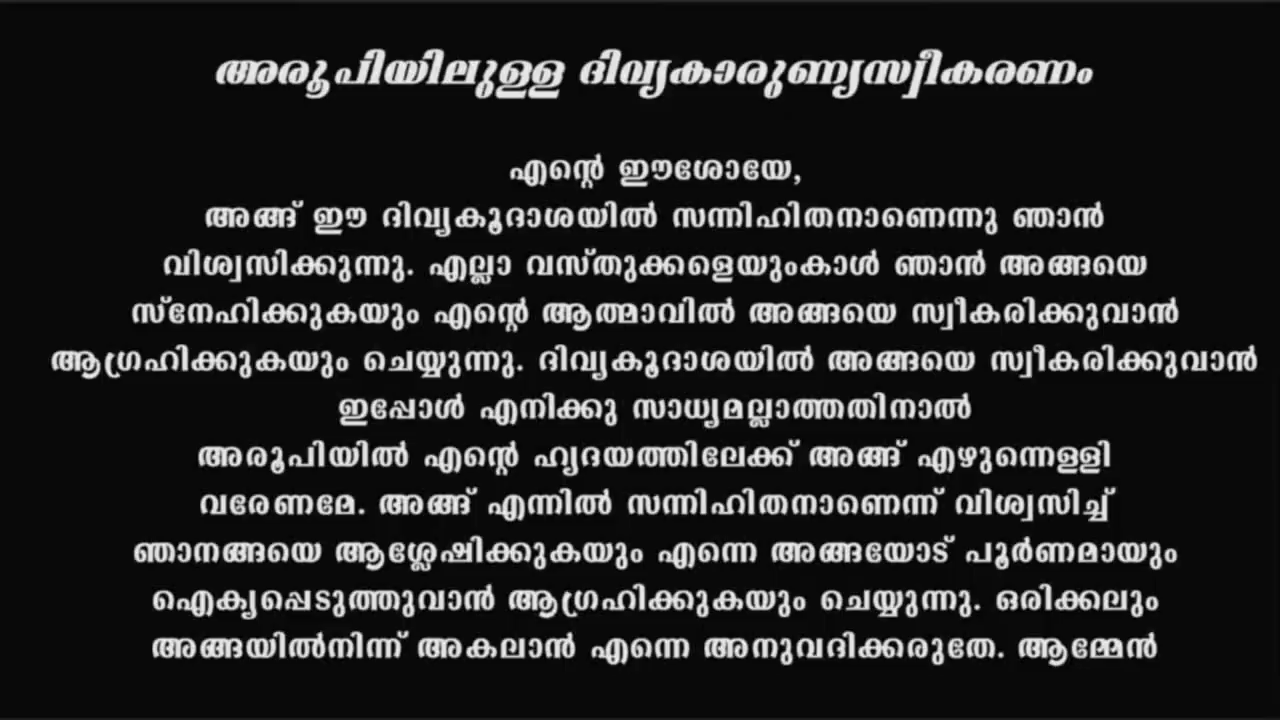 അരൂപിയിലുള്ള ദിവ്യകാരുണ്യസ്വീകരണം
എന്റെ ഈശോയേ,
അങ്ങ് ഈ ദിവ്യകൂദാശയിൽ സന്നിഹിതനാണെന്നു ഞാൻ
വിശ്വസിക്കുന്നു. എല്ലാ വസ്തുക്കളെയുംകാൾ ഞാൻ അങ്ങയെ
സ്നേഹിക്കുകയും എന്റെ ആത്മാവിൽ അങ്ങയെ സ്വീകരിക്കുവാൻ
ആഗ്രഹിക്കുകയും ചെയ്യുന്നു. ദിവ്യകൂദാശയിൽ അങ്ങയെ സ്വീകരിക്കുവാൻ
ഇപ്പോൾ എനിക്കു സാധ്യമല്ലാത്തതിനാൽ
അരൂപിയിൽ എന്റെ ഹൃദയത്തിലേക്ക് അങ്ങ് എഴുന്നെള്ളി
വരേണമേ. അങ്ങ് എന്നിൽ സന്നിഹിതനാണെന്ന് വിശ്വസിച്ച്
ഞാനങ്ങയെ ആശ്ലേഷിക്കുകയും എന്നെ അങ്ങയോട് പൂർണമായും
ഐക്യപ്പെടുത്തുവാൻ ആഗ്രഹിക്കുകയും ചെയ്യുന്നു. ഒരിക്കലും
അങ്ങയിൽനിന്ന് അകലാൻ എന്നെ അനുവദിക്കരുതേ. ആമ്മേൻ